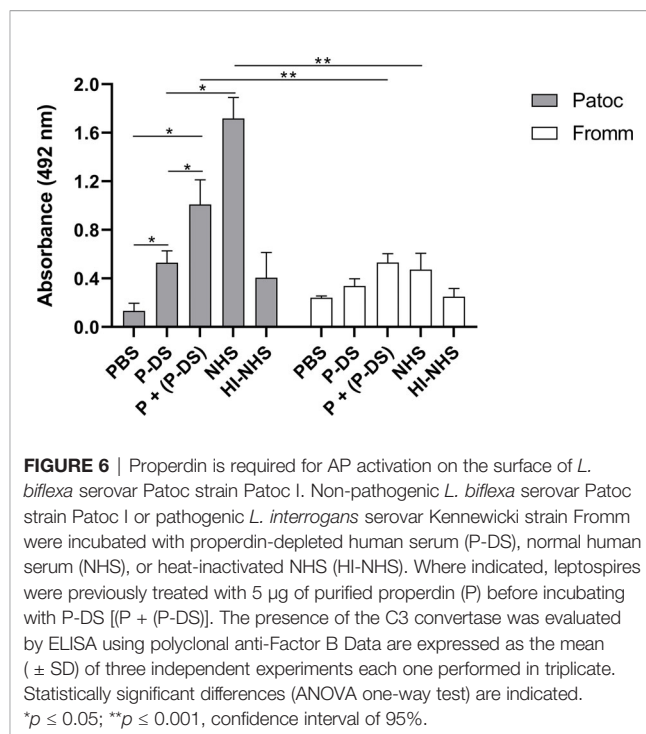 **
**
2.0
*
*
Patoc
1.6
*
Fromm
1.2
*
0.8
*
0.4
0.0
Absorbance (492 nm)
PBS
P-DS
P + (P-DS)
NHS
HI-NHS
PBS
P-DS
P + (P-DS)
NHS
HI-NHS
FIGURE 6 | Properdin is required for AP activation on the surface of L.
biflexa serovar Patoc strain Patoc I. Non-pathogenic L. biflexa serovar Patoc
strain Patoc I or pathogenic L. interrogans serovar Kennewicki strain Fromm
were incubated with properdin-depleted human serum (P-DS), normal human
serum (NHS), or heat-inactivated NHS (HI-NHS). Where indicated, leptospires
were previously treated with 5 µg of purified properdin (P) before incubating
with P-DS [(P + (P-DS)]. The presence of the C3 convertase was evaluated
by ELISA using polyclonal anti-Factor B Data are expressed as the mean
( ± SD) of three independent experiments each one performed in triplicate.
Statistically significant differences (ANOVA one-way test) are indicated.
*p ≤ 0.05; **p ≤ 0.001, confidence interval of 95%.